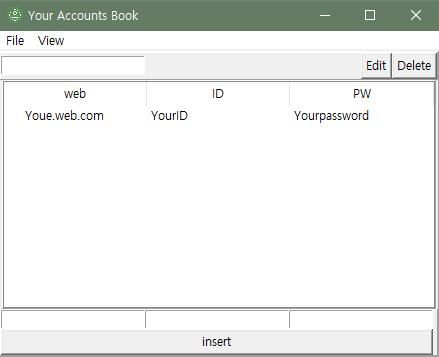 Your Accounts Book
File View
Edit Delete
web ID PW
Youe.web.com YourID Yourpassword
insert